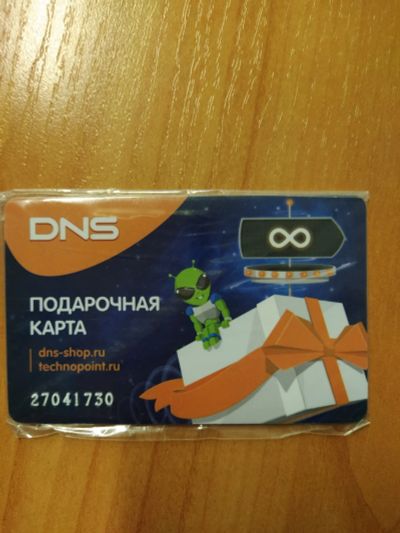 DNS
∞
ПОДАРОЧНАЯ
КАРТА
dns-shop.ru
technopoint.ru
27041730